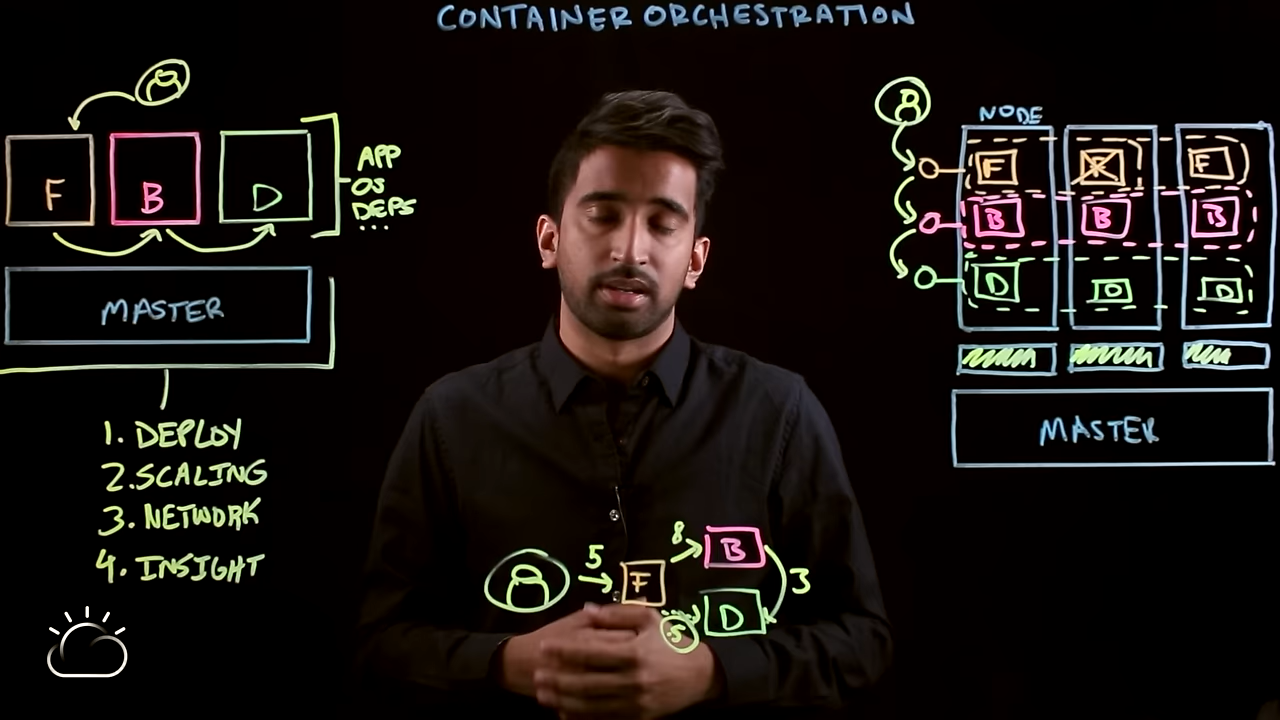 CONTAINER ORCHESTRATION
F B D
APP
OS
DEPS
...
MASTER
1. DEPLOY
2. SCALING
3. NETWORK
4. INSIGHT
5 F 8 B
3
.5 D
NODE
F F F
B B B
D D D
MASTER